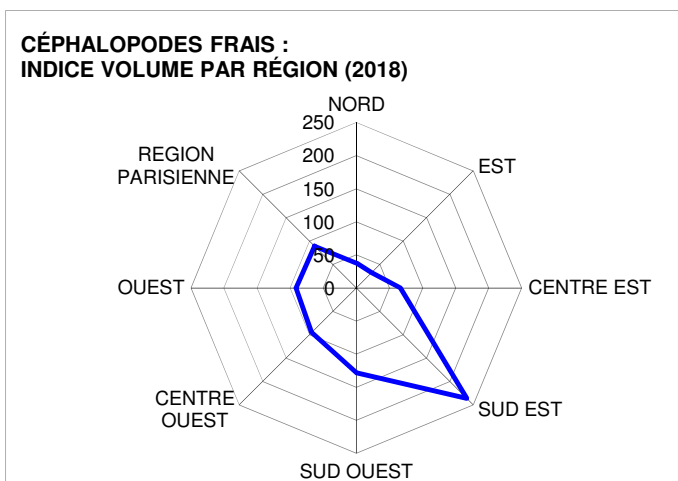 CÉPHALOPODES FRAIS :
INDICE VOLUME PAR RÉGION (2018)
NORD
250
200
150
100
50
0
EST
CENTRE EST
SUD EST
SUD OUEST
CENTRE
OUEST
OUEST
REGION
PARISIENNE